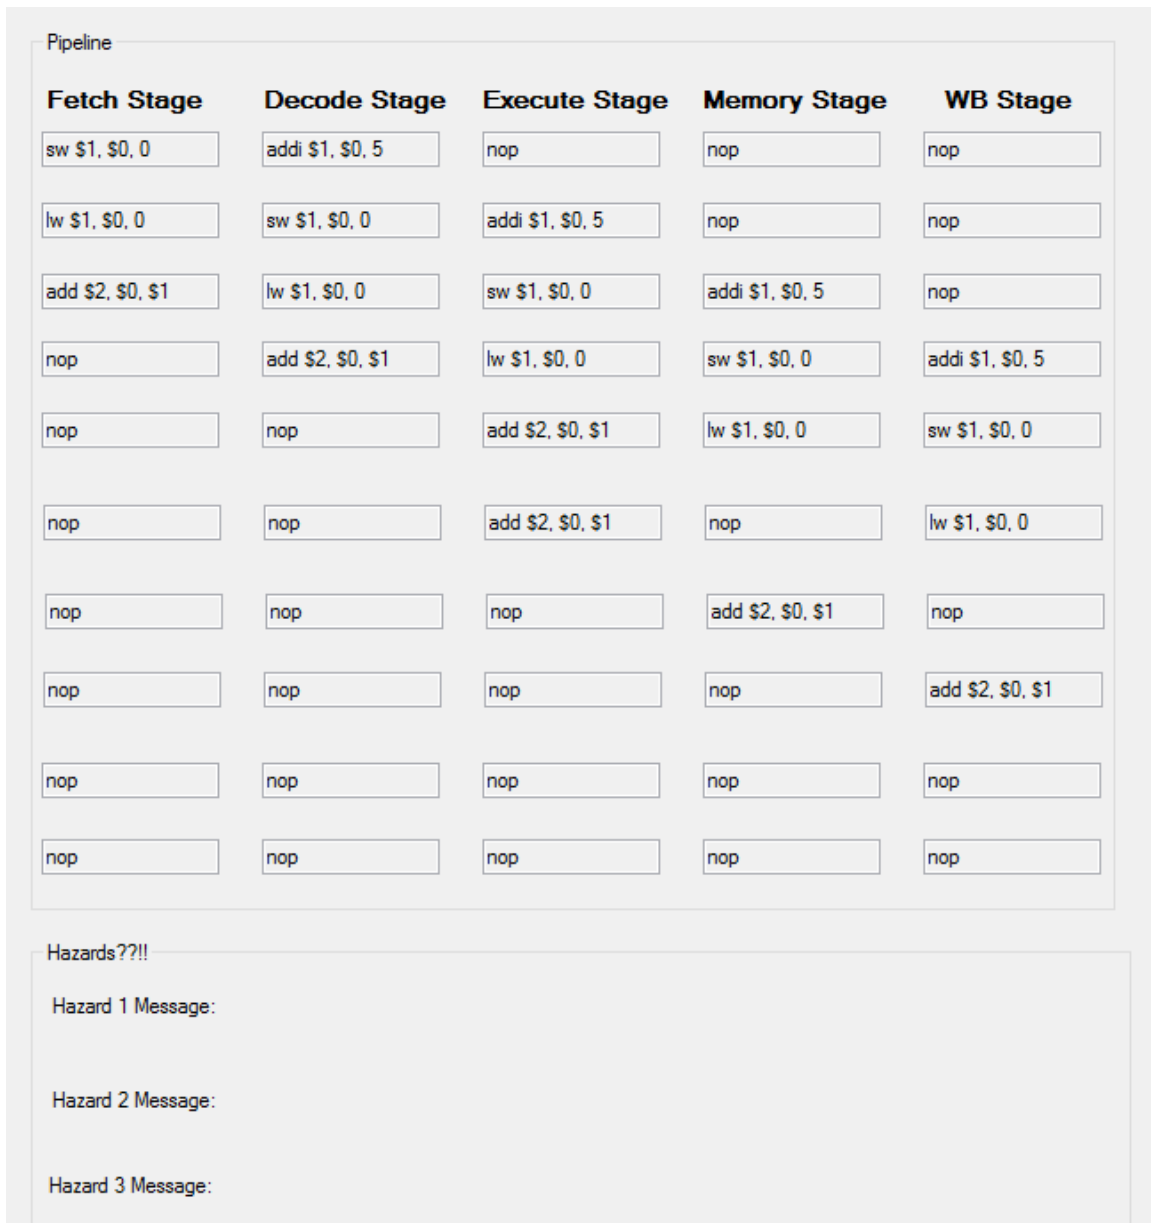 Pipeline
Fetch Stage Decode Stage Execute Stage Memory Stage WB Stage
sw $1, $0, 0 addi $1, $0, 5 nop nop nop
lw $1, $0, 0 sw $1, $0, 0 addi $1, $0, 5 nop nop
add $2, $0, $1 lw $1, $0, 0 sw $1, $0, 0 addi $1, $0, 5 nop
nop add $2, $0, $1 lw $1, $0, 0 sw $1, $0, 0 addi $1, $0, 5
nop nop add $2, $0, $1 lw $1, $0, 0 sw $1, $0, 0
nop nop add $2, $0, $1 nop lw $1, $0, 0
nop nop nop add $2, $0, $1 nop
nop nop nop nop add $2, $0, $1
nop nop nop nop nop
nop nop nop nop nop
Hazards??!!
Hazard 1 Message:
Hazard 2 Message:
Hazard 3 Message: